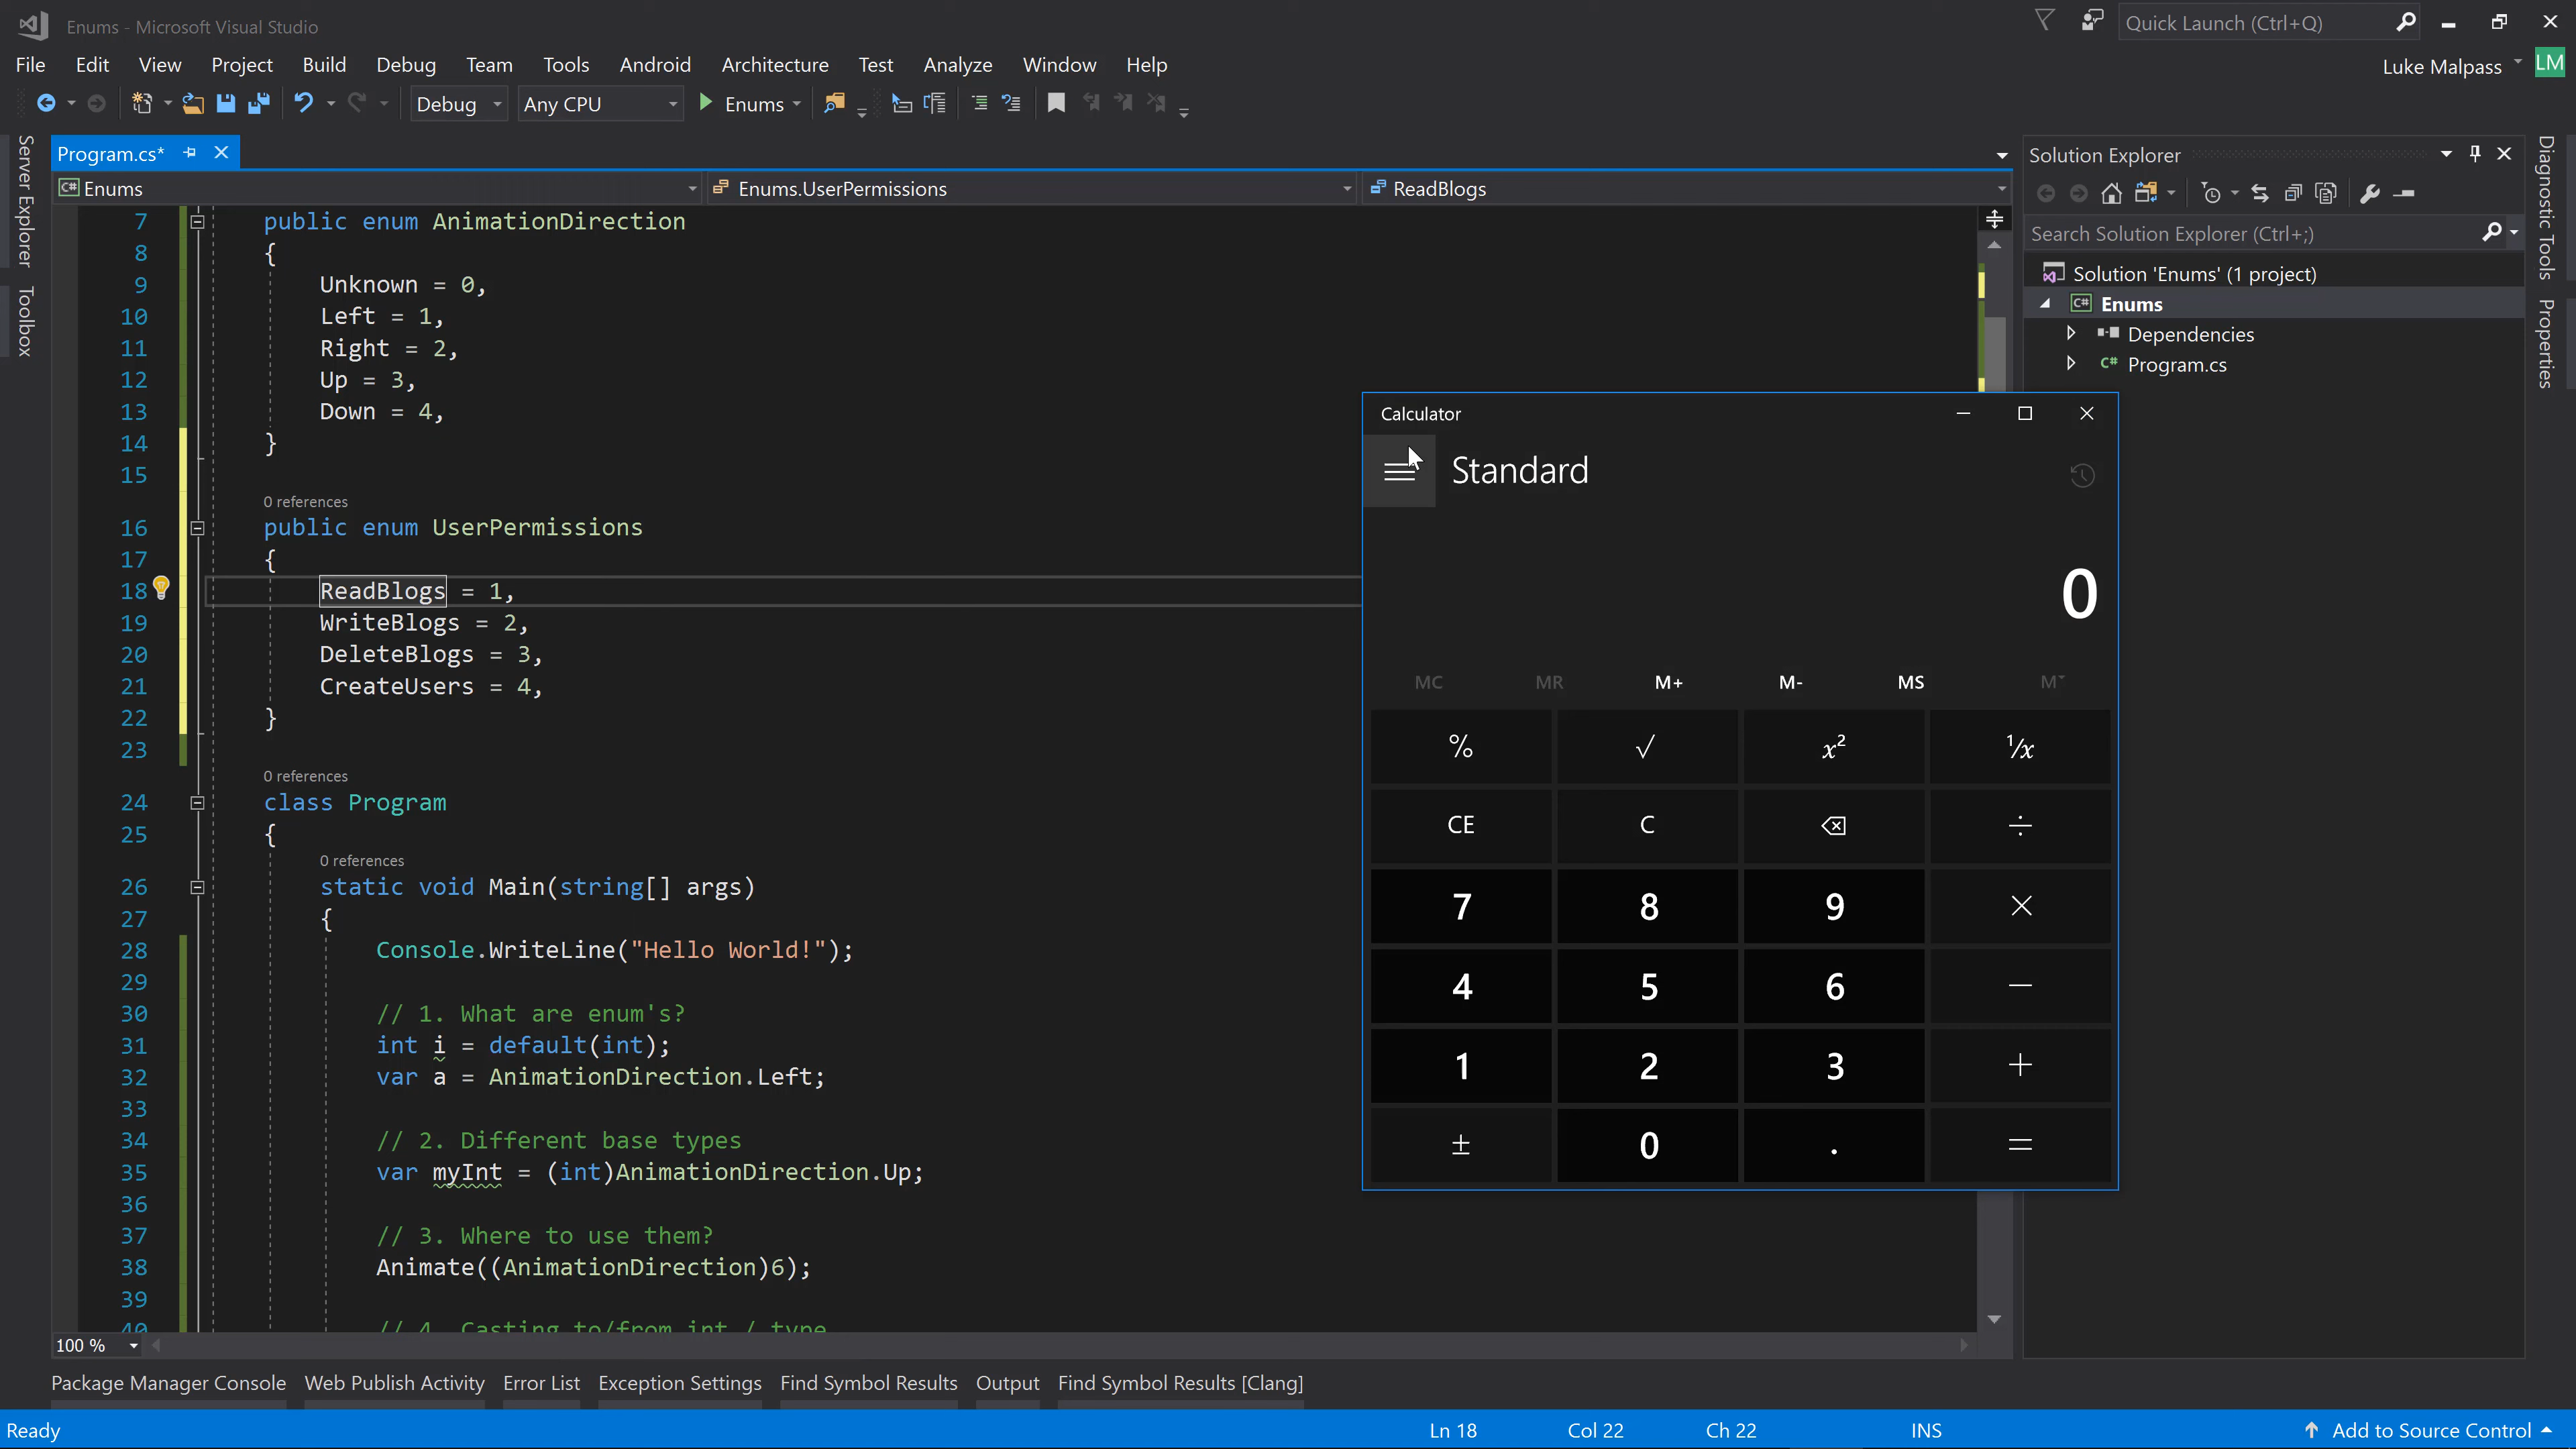 Enums - Microsoft Visual Studio
Quick Launch (Ctrl+Q)
File Edit View Project Build Debug Team Tools Android Architecture Test Analyze Window Help
Luke Malpass LM
Debug Any CPU Enums
Server Explorer
Toolbox
Program.cs*
Enums Enums.UserPermissions ReadBlogs
7 public enum AnimationDirection
8 {
9 Unknown = 0,
10 Left = 1,
11 Right = 2,
12 Up = 3,
13 Down = 4,
14 }
15
0 references
16 public enum UserPermissions
17 {
18 ReadBlogs = 1,
19 WriteBlogs = 2,
20 DeleteBlogs = 3,
21 CreateUsers = 4,
22 }
23
0 references
24 class Program
25 {
0 references
26 static void Main(string[] args)
27 {
28 Console.WriteLine("Hello World!");
29
30 // 1. What are enum's?
31 int i = default(int);
32 var a = AnimationDirection.Left;
33
34 // 2. Different base types
35 var myInt = (int)AnimationDirection.Up;
36
37 // 3. Where to use them?
38 Animate((AnimationDirection)6);
39
40 // 4. Casting to/from int / type
100 %
Calculator
Standard
0
MC MR M+ M- MS M˅
% √ x² ¹/x
CE C ÷
7 8 9 ×
4 5 6 −
1 2 3 +
± 0 . =
Solution Explorer
Search Solution Explorer (Ctrl+;)
Solution 'Enums' (1 project)
C# Enums
Dependencies
C# Program.cs
Diagnostic Tools
Properties
Package Manager Console Web Publish Activity Error List Exception Settings Find Symbol Results Output Find Symbol Results [Clang]
Ready Ln 18 Col 22 Ch 22 INS Add to Source Control